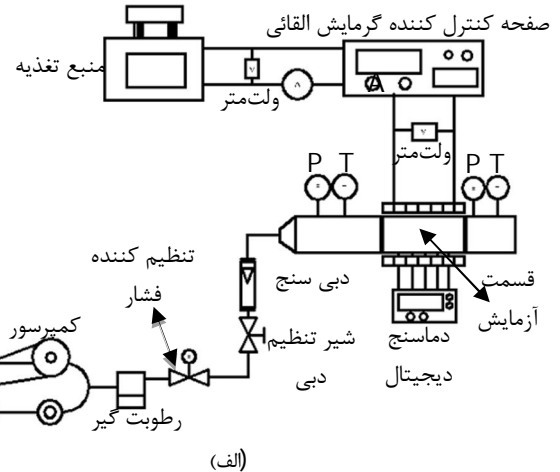 صفحه کنترل کننده گرمایش القائی
منبع تغذیه
V
A
A
ولت‌متر
V
ولت‌متر
P T
P T
تنظیم کننده
فشار
دبی سنج
قسمت
آزمایش
کمپرسور
شیر تنظیم
دبی
دماسنج
دیجیتال
رطوبت گیر
(الف)